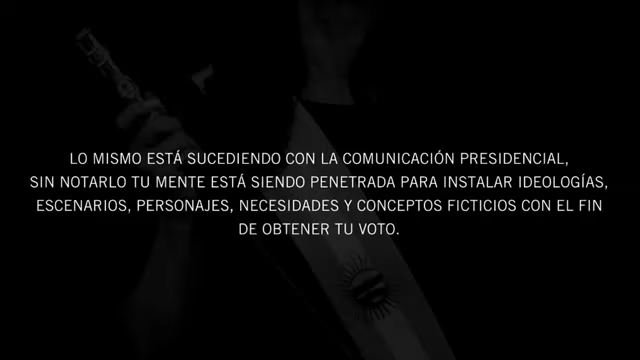 LO MISMO ESTÁ SUCEDIENDO CON LA COMUNICACIÓN PRESIDENCIAL,
SIN NOTARLO TU MENTE ESTÁ SIENDO PENETRADA PARA INSTALAR IDEOLOGÍAS,
ESCENARIOS, PERSONAJES, NECESIDADES Y CONCEPTOS FICTICIOS CON EL FIN
DE OBTENER TU VOTO.